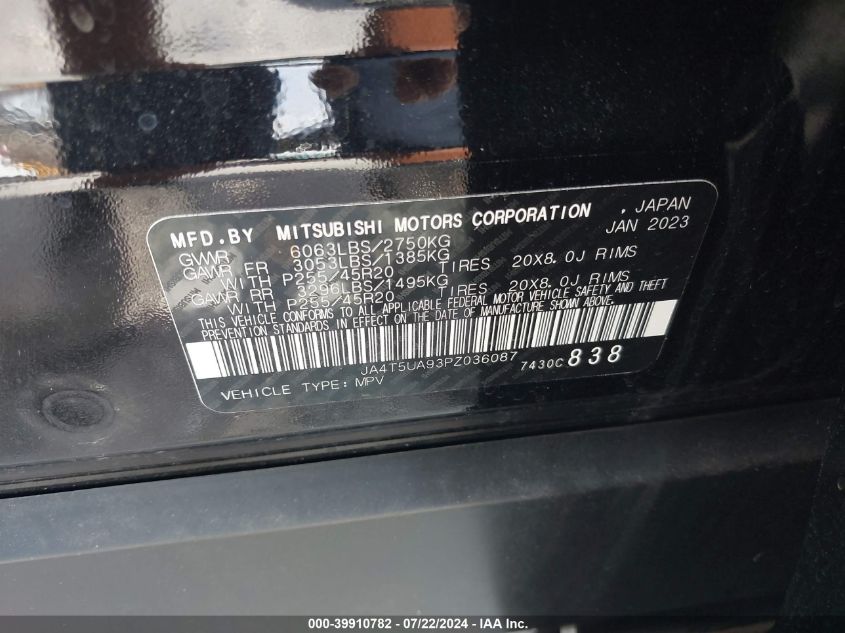 MFD.BY MITSUBISHI MOTORS CORPORATION , JAPAN
JAN 2023
GVWR 6063LBS/2750KG
GAWR FR 3053LBS/1385KG
WITH P255/45R20 TIRES 20X8.0J RIMS
GAWR RR 3296LBS/1495KG
WITH P255/45R20 TIRES 20X8.0J RIMS
THIS VEHICLE CONFORMS TO ALL APPLICABLE FEDERAL MOTOR VEHICLE SAFETY AND THEFT
PREVENTION STANDARDS IN EFFECT ON THE DATE OF MANUFACTURE SHOWN ABOVE.
JA4T5UA93PZ036087 7430C 838
VEHICLE TYPE: MPV
000-39910782 - 07/22/2024 - IAAI.com